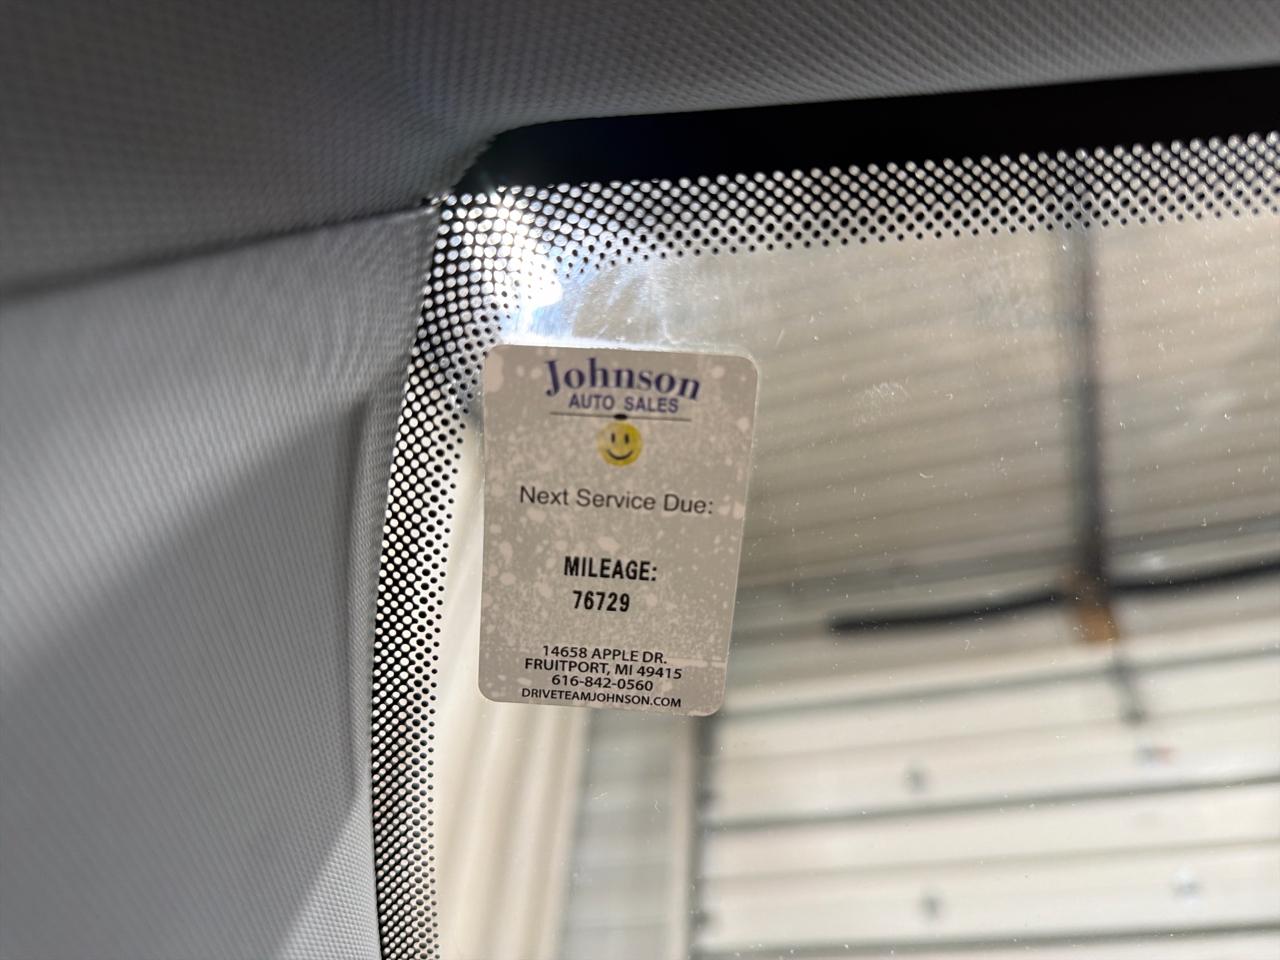 Johnson
AUTO SALES
Next Service Due:
MILEAGE:
76729
14658 APPLE DR.
FRUITPORT, MI 49415
616-842-0560
DRIVETEAMJOHNSON.COM